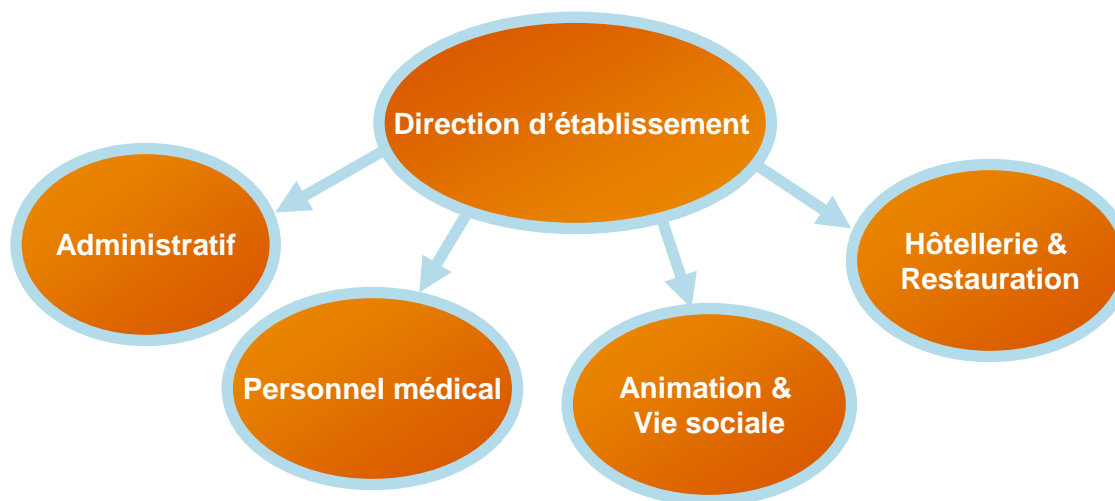 Direction d’établissement
Administratif
Hôtellerie &
Restauration
Personnel médical
Animation &
Vie sociale